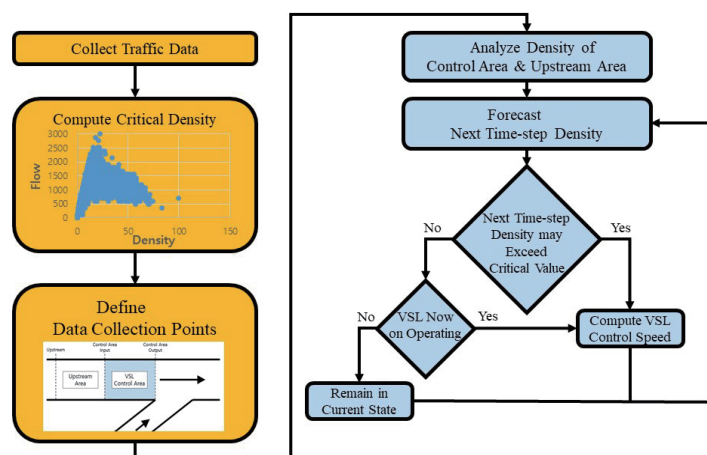 Collect Traffic Data
Compute Critical Density
3000
2500
2000
1500
1000
500
0
Flow
0
50
100
150
Density
Define
Data Collection Points
Upstream
Control Area
Input
Control Area
Output
Upstream
Area
VSL
Control Area
Analyze Density of
Control Area & Upstream Area
Forecast
Next Time-step Density
Next Time-step
Density may
Exceed
Critical Value
No
Yes
VSL Now
on Operating
No
Yes
Compute VSL
Control Speed
Remain in
Current State